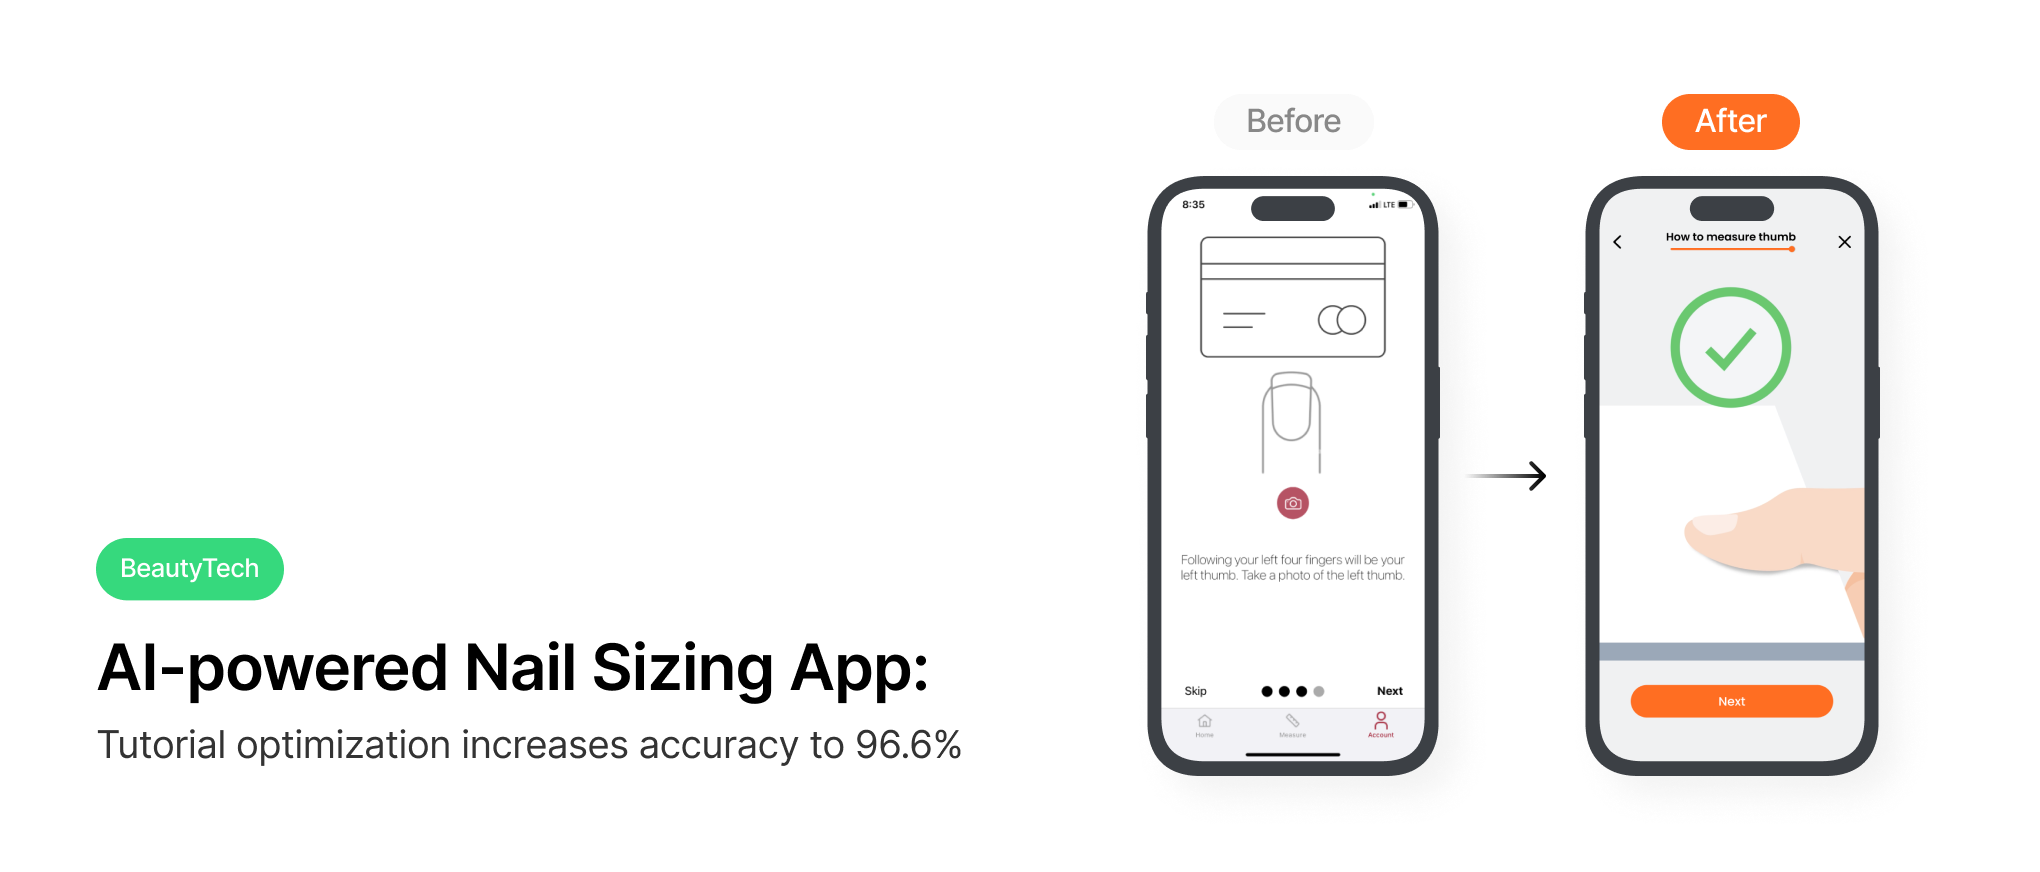 BeautyTech
AI-powered Nail Sizing App:
Tutorial optimization increases accuracy to 96.6%
Before
8:35
LTE
Following your left four fingers will be your
left thumb. Take a photo of the left thumb.
Skip
Next
Home
Measure
Account
After
How to measure thumb
Next